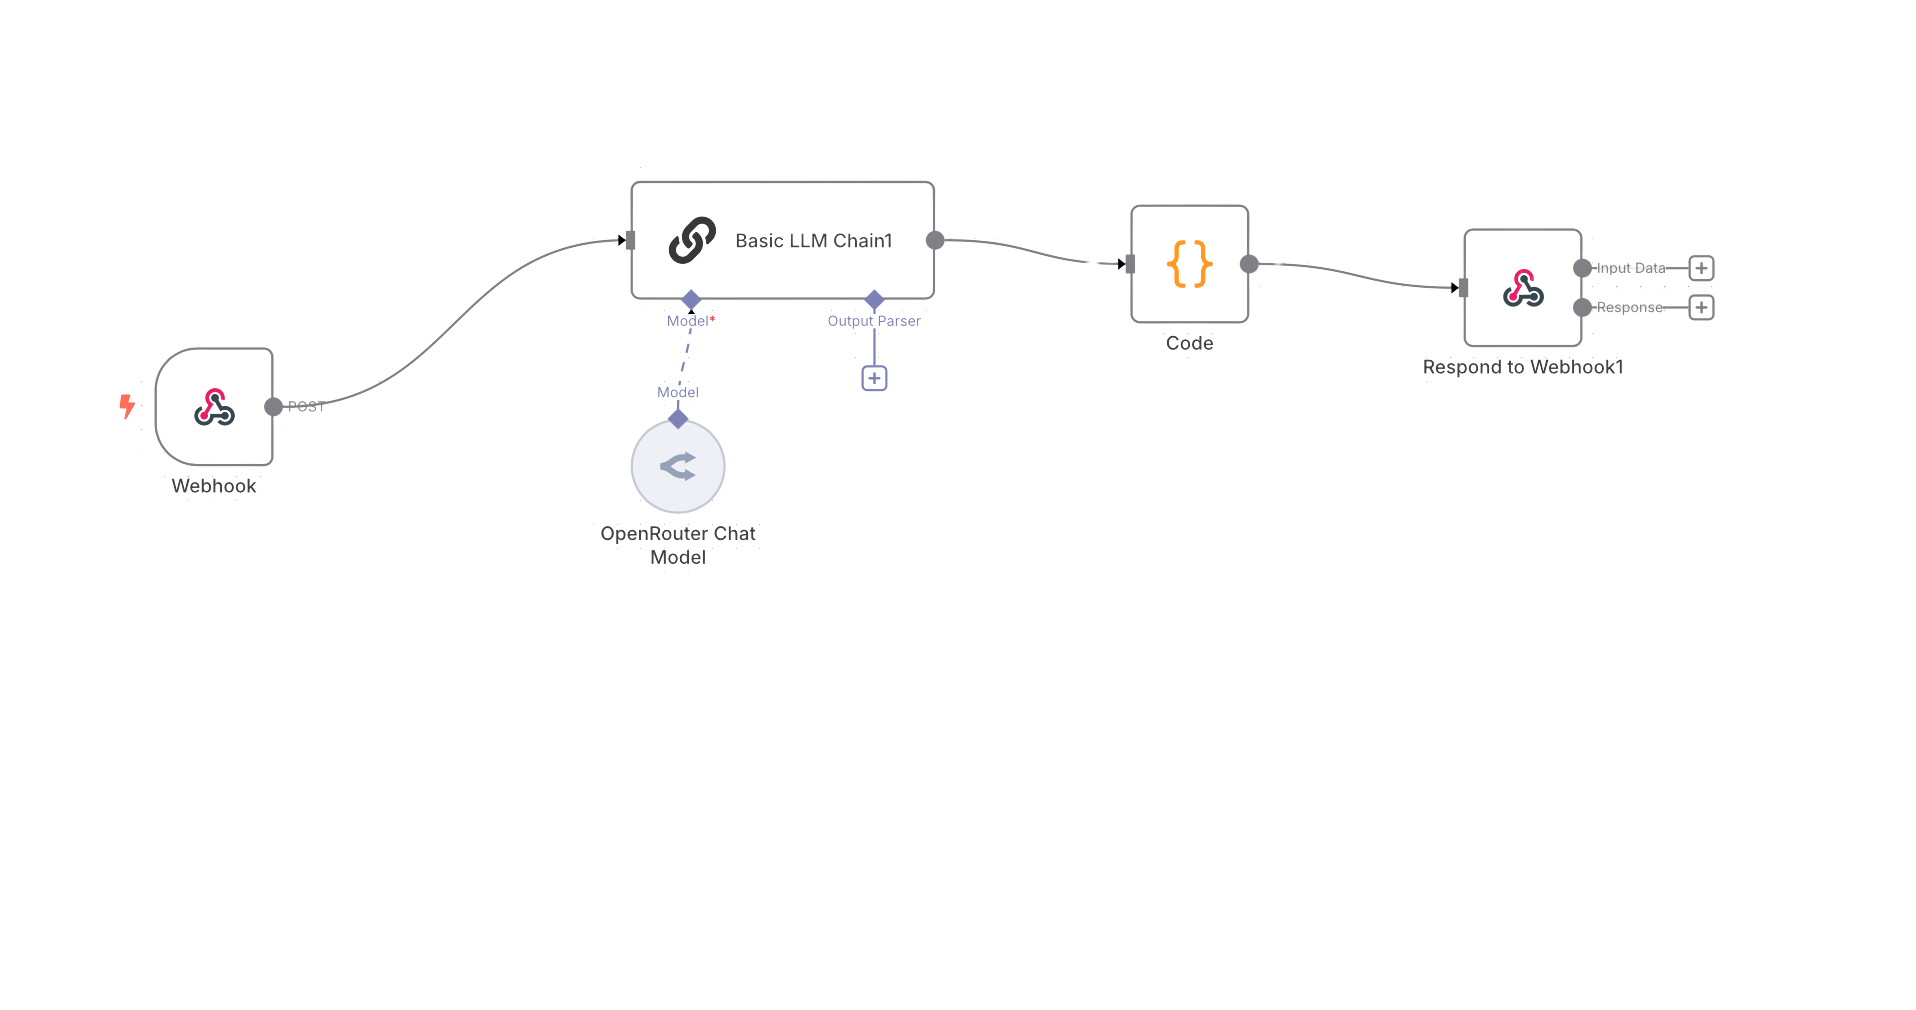 Basic LLM Chain1
Model*
Output Parser
Model
OpenRouter Chat
Model
POST
Webhook
Code
Input Data
Response
Respond to Webhook1